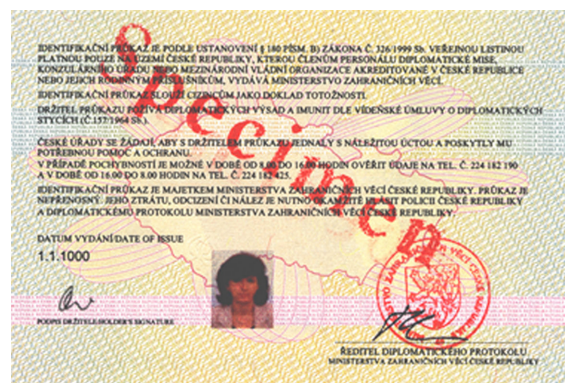 IDENTIFIKAČNÍ PRŮKAZ JE PODLE USTANOVENÍ § 180 PÍSM. B) ZÁKONA Č. 326/1999 Sb. VEŘEJNOU LISTINOU
PLATNOU POUZE NA ÚZEMÍ ČESKÉ REPUBLIKY, KTEROU ČLENŮM PERSONÁLU DIPLOMATICKÉ MISE,
KONZULÁRNÍHO ÚŘADU NEBO MEZINÁRODNÍ VLÁDNÍ ORGANIZACE AKREDITOVANÉ V ČESKÉ REPUBLICE
NEBO JEJICH RODINNÝM PŘÍSLUŠNÍKŮM, VYDÁVÁ MINISTERSTVO ZAHRANIČNÍCH VĚCÍ.
IDENTIFIKAČNÍ PRŮKAZ SLOUŽÍ CIZINCŮM JAKO DOKLAD TOTOŽNOSTI.
DRŽITEL PRŮKAZU POŽÍVÁ DIPLOMATICKÝCH VÝSAD A IMUNIT DLE VÍDEŇSKÉ ÚMLUVY O DIPLOMATICKÝCH
STYCÍCH (Č.157/1964 Sb.).
ČESKÉ ÚŘADY SE ŽÁDAJÍ, ABY S DRŽITELEM PRŮKAZU JEDNALY S NÁLEŽITOU ÚCTOU A POSKYTLY MU
POTŘEBNOU POMOC A OCHRANU.
V PŘÍPADĚ POCHYBNOSTÍ JE MOŽNÉ V DOBĚ OD 8.00 DO 16.00 HODIN OVĚŘIT ÚDAJE NA TEL. Č. 224 182 190
A V DOBĚ OD 16.00 DO 8.00 HODIN NA TEL. Č. 224 182 425.
IDENTIFIKAČNÍ PRŮKAZ JE MAJETKEM MINISTERSTVA ZAHRANIČNÍCH VĚCÍ ČESKÉ REPUBLIKY. PRŮKAZ JE
NEPŘENOSNÝ. JEHO ZTRÁTU, ODCIZENÍ ČI NÁLEZ JE NUTNO OKAMŽITĚ HLÁSIT POLICII ČESKÉ REPUBLIKY
A DIPLOMATICKÉMU PROTOKOLU MINISTERSTVA ZAHRANIČNÍCH VĚCÍ ČESKÉ REPUBLIKY.
Specimen
DATUM VYDÁNÍ/DATE OF ISSUE
1.1.1000
PODPIS DRŽITELE/HOLDER'S SIGNATURE
ŘEDITEL DIPLOMATICKÉHO PROTOKOLU
MINISTERSTVA ZAHRANIČNÍCH VĚCÍ ČESKÉ REPUBLIKY